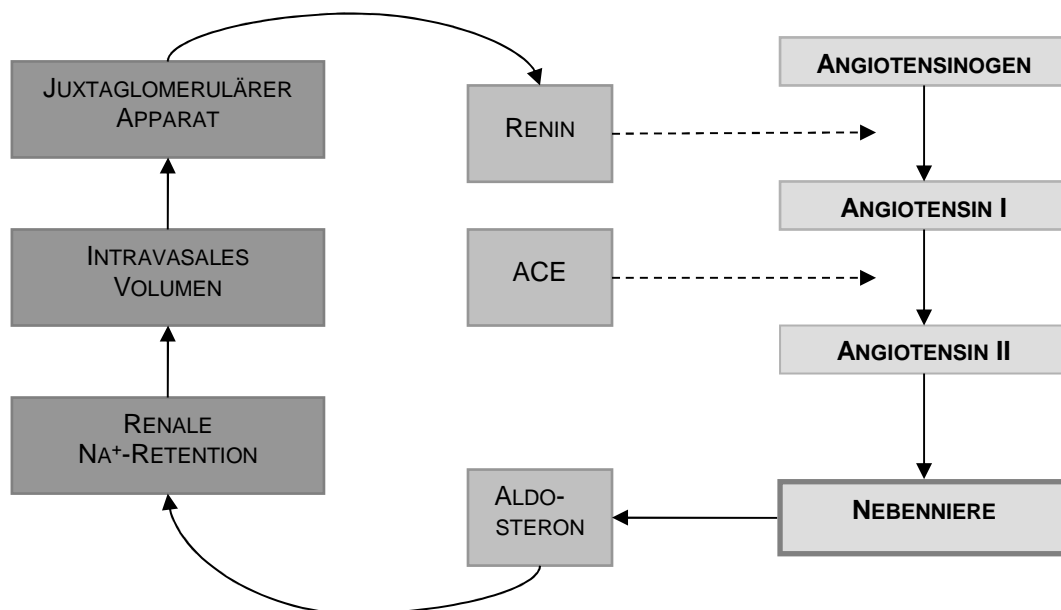 JUXTAGLOMERULÄRER
APPARAT
RENIN
ANGIOTENSINOGEN
ANGIOTENSIN I
INTRAVASALES
VOLUMEN
ACE
ANGIOTENSIN II
RENALE
NA⁺-RETENTION
ALDO-
STERON
NEBENNIERE